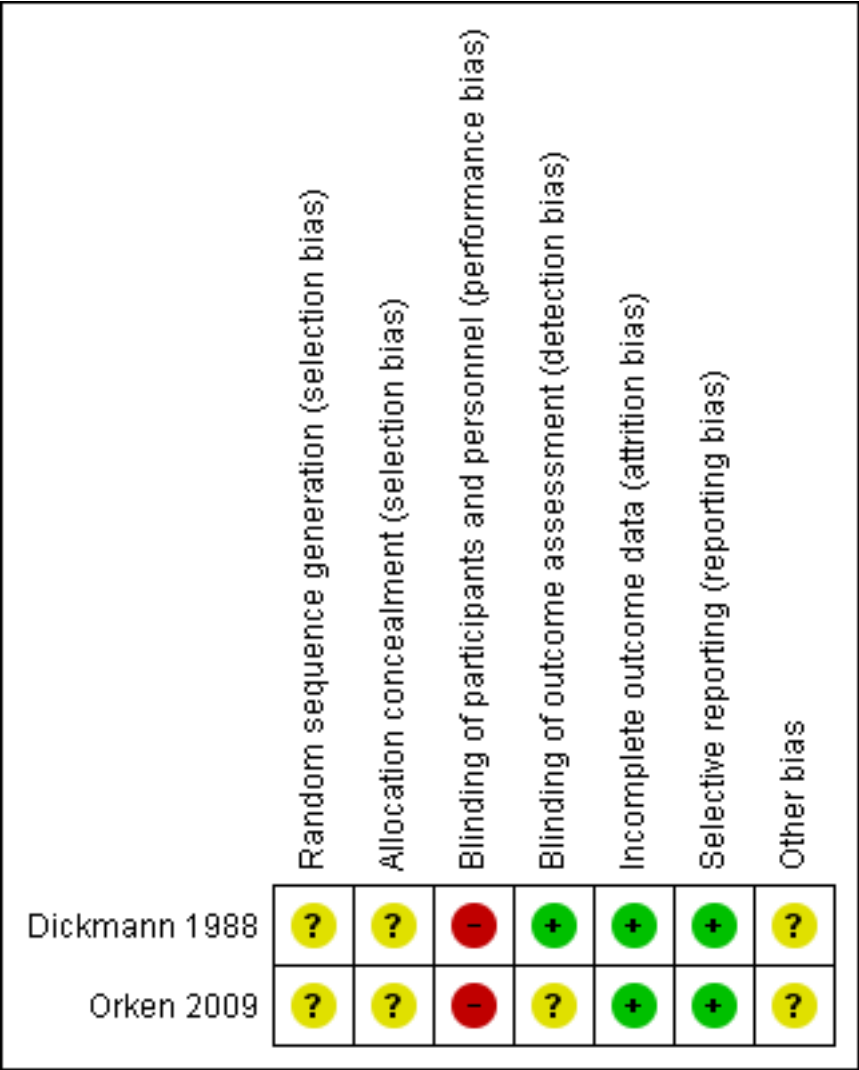 Random sequence generation (selection bias)
Allocation concealment (selection bias)
Blinding of participants and personnel (performance bias)
Blinding of outcome assessment (detection bias)
Incomplete outcome data (attrition bias)
Selective reporting (reporting bias)
Other bias
Dickmann 1988 ? ? - + + + ?
Orken 2009 ? ? - ? + + ?